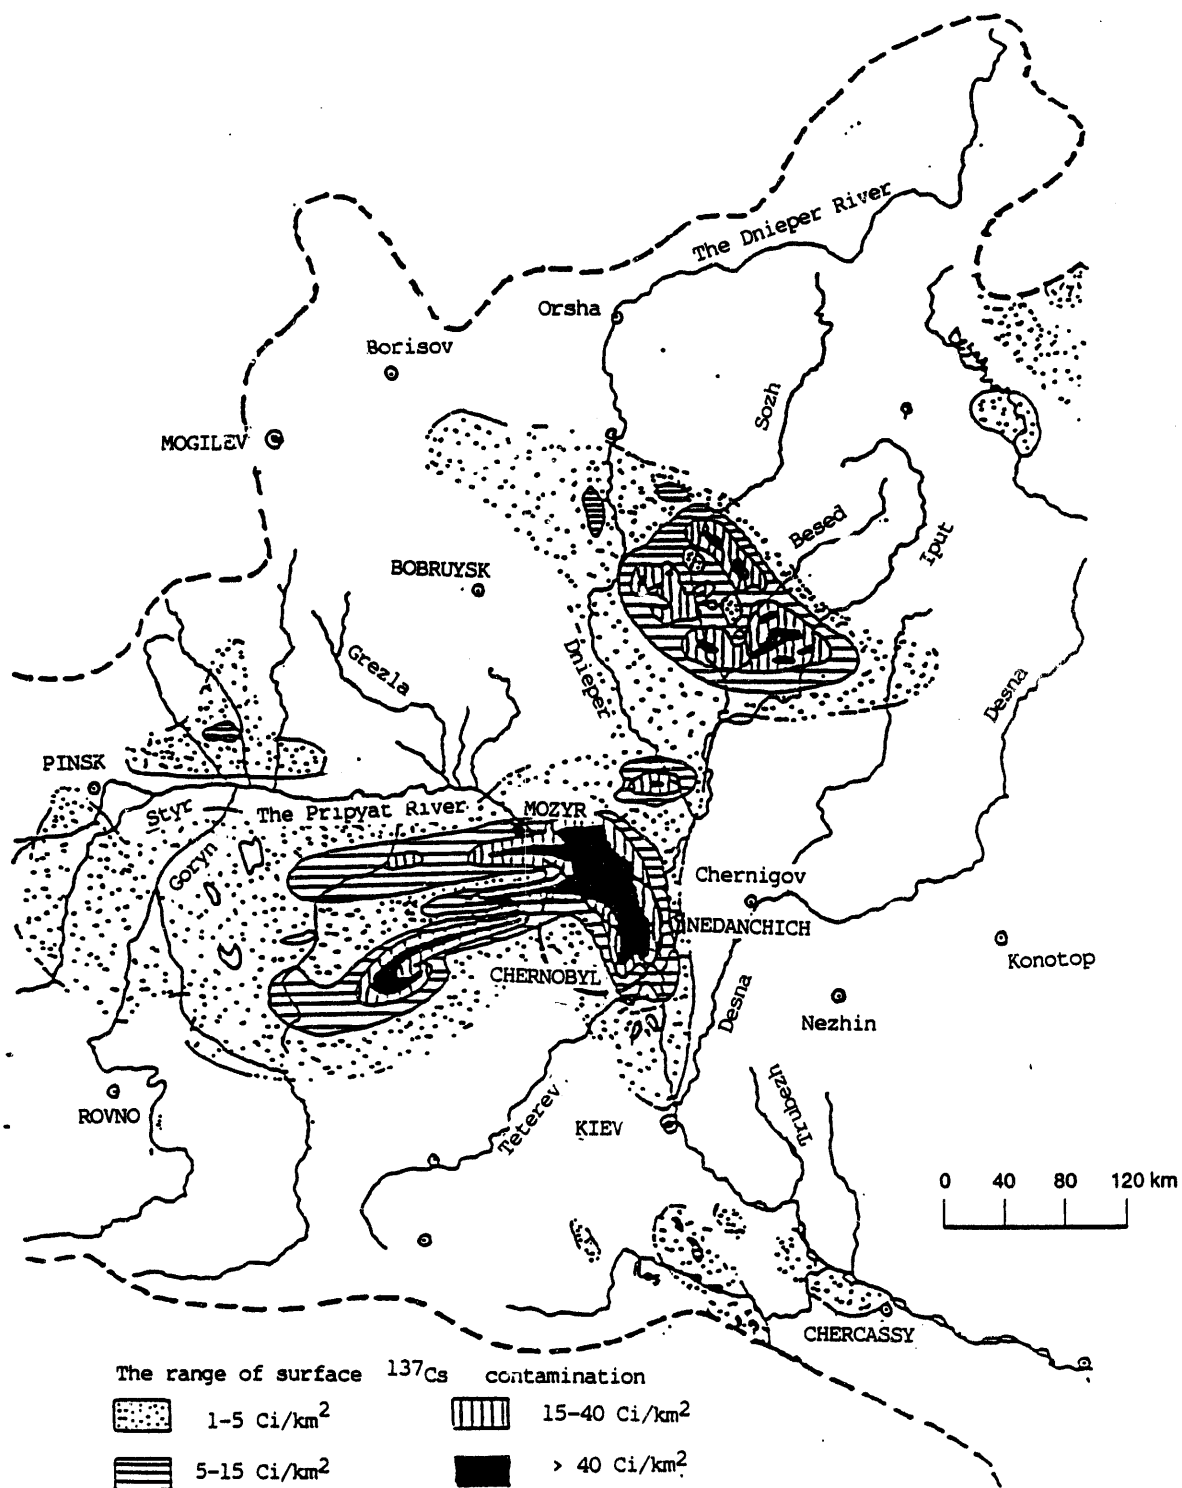 The Dnieper River
Orsha
Borisov
Sozh
MOGILEV
Besed
Iput
BOBRUYSK
Grezla
Dnieper
Desna
PINSK
Styr
The Pripyat River
MOZYR
Goryn
Chernigov
NEDANCHICH
Konotop
CHERNOBYL
Desna
Nezhin
ROVNO
Teterev
KIEV
Trubezh
0 40 80 120 km
CHERCASSY
The range of surface 137Cs contamination
1-5 Ci/km2
15-40 Ci/km2
5-15 Ci/km2
> 40 Ci/km2